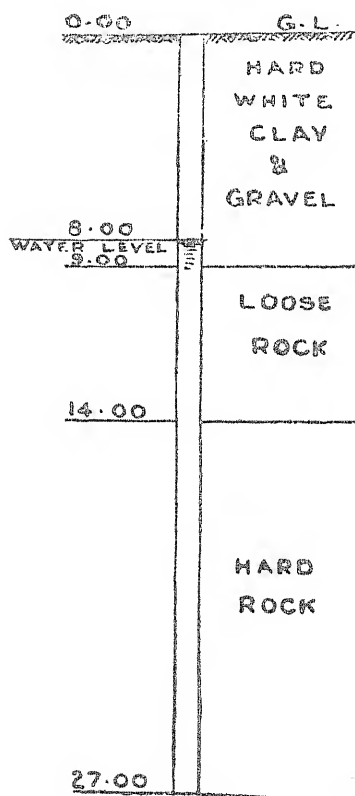 0.00 G.L.
HARD
WHITE
CLAY
&
GRAVEL
8.00
WATER LEVEL
9.00
LOOSE
ROCK
14.00
HARD
ROCK
27.00